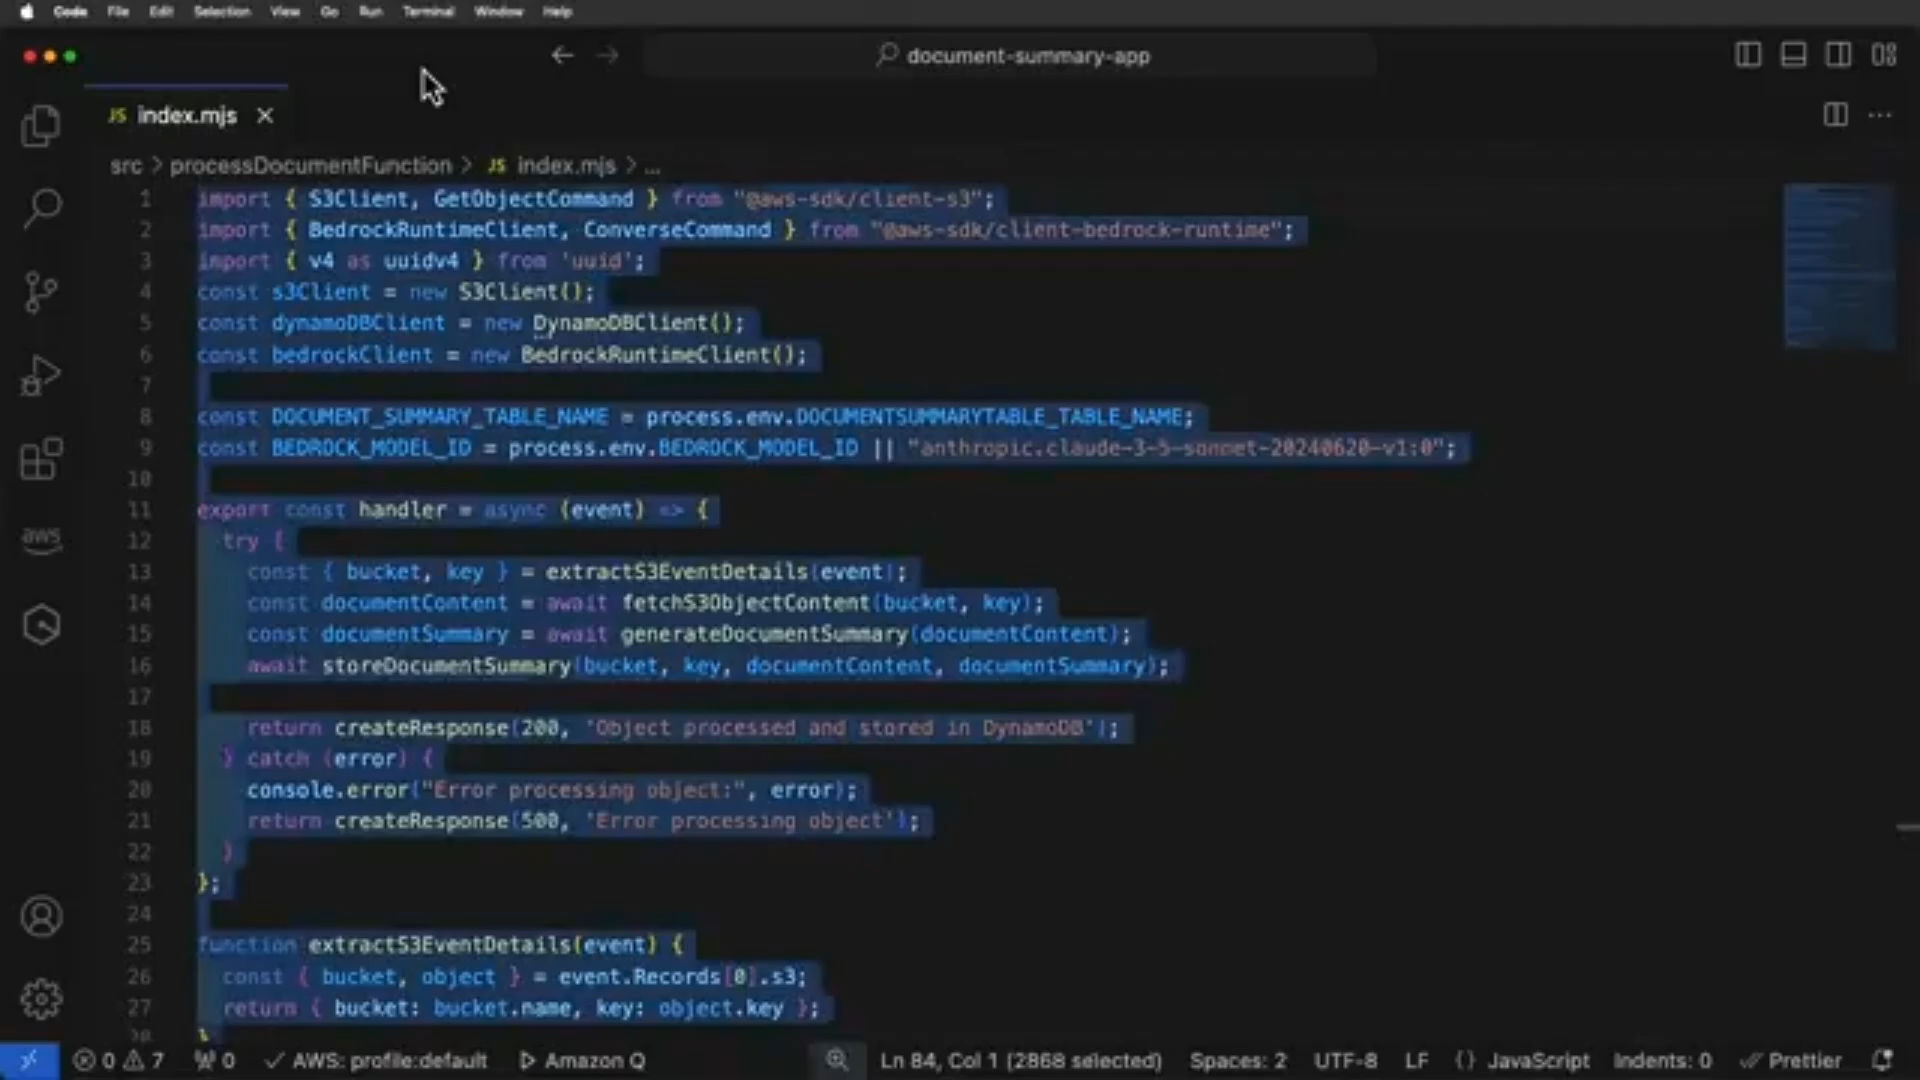 Code File Edit Selection View Go Run Terminal Window Help
document-summary-app
JS index.mjs
src > processDocumentFunction > JS index.mjs > ...
1 import { S3Client, GetObjectCommand } from "@aws-sdk/client-s3";
2 import { BedrockRuntimeClient, ConverseCommand } from "@aws-sdk/client-bedrock-runtime";
3 import { v4 as uuidv4 } from 'uuid';
4 const s3Client = new S3Client();
5 const dynamoDBClient = new DynamoDBClient();
6 const bedrockClient = new BedrockRuntimeClient();
7
8 const DOCUMENT_SUMMARY_TABLE_NAME = process.env.DOCUMENTSUMMARYTABLE_TABLE_NAME;
9 const BEDROCK_MODEL_ID = process.env.BEDROCK_MODEL_ID || "anthropic.claude-3-5-sonnet-20240620-v1:0";
10
11 export const handler = async (event) => {
12 try {
13 const { bucket, key } = extractS3EventDetails(event);
14 const documentContent = await fetchS3ObjectContent(bucket, key);
15 const documentSummary = await generateDocumentSummary(documentContent);
16 await storeDocumentSummary(bucket, key, documentContent, documentSummary);
17
18 return createResponse(200, 'Object processed and stored in DynamoDB');
19 } catch (error) {
20 console.error("Error processing object:", error);
21 return createResponse(500, 'Error processing object');
22 }
23 };
24
25 function extractS3EventDetails(event) {
26 const { bucket, object } = event.Records[0].s3;
27 return { bucket: bucket.name, key: object.key };
28 }
aws
0 7 0 AWS: profile:default Amazon Q Ln 84, Col 1 (2868 selected) Spaces: 2 UTF-8 LF {} JavaScript Indents: 0 Prettier